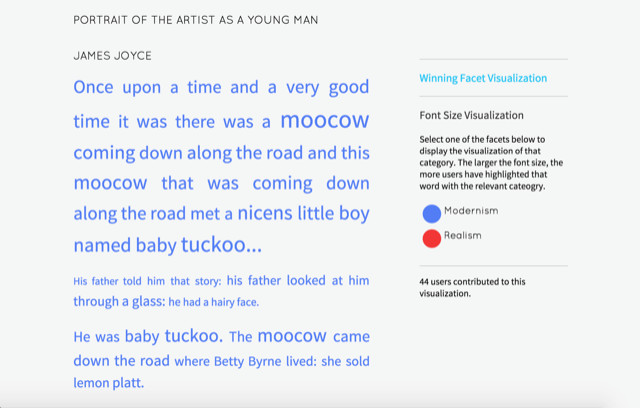 PORTRAIT OF THE ARTIST AS A YOUNG MAN
JAMES JOYCE
Once upon a time and a very good
time it was there was a moocow
coming down along the road and this
moocow that was coming down
along the road met a nicens little boy
named baby tuckoo...
His father told him that story: his father looked at him
through a glass: he had a hairy face.
He was baby tuckoo. The moocow came
down the road where Betty Byrne lived: she sold
lemon platt.
Winning Facet Visualization
Font Size Visualization
Select one of the facets below to
display the visualization of that
category. The larger the font size, the
more users have highlighted that
word with the relevant cateogry.
Modernism
Realism
44 users contributed to this
visualization.